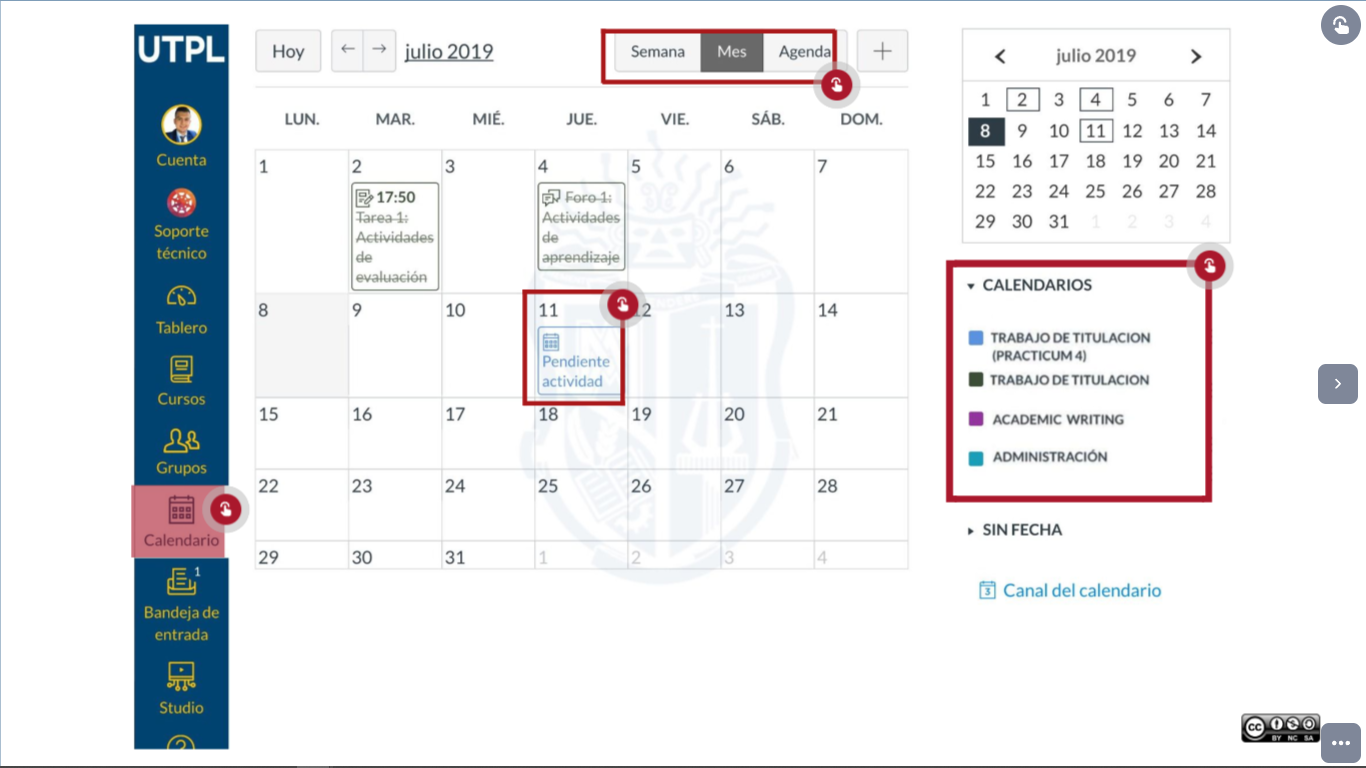 UTPL
Cuenta
Soporte
técnico
Tablero
Cursos
Grupos
Calendario
1
Bandeja de
entrada
Studio
Hoy ← → julio 2019 Semana Mes Agenda +
LUN. MAR. MIÉ. JUE. VIE. SÁB. DOM.
1 2 3 4 5 6 7
17:50
Tarea 1:
Actividades
de
evaluación
Foro 1:
Actividades
de
aprendizaje
8 9 10 11 12 13 14
Pendiente
actividad
15 16 17 18 19 20 21
22 23 24 25 26 27 28
29 30 31 1 2 3 4
julio 2019
1 2 3 4 5 6 7
8 9 10 11 12 13 14
15 16 17 18 19 20 21
22 23 24 25 26 27 28
29 30 31 1 2 3 4
CALENDARIOS
TRABAJO DE TITULACION
(PRACTICUM 4)
TRABAJO DE TITULACION
ACADEMIC WRITING
ADMINISTRACIÓN
SIN FECHA
3 Canal del calendario
cc
BY NC SA